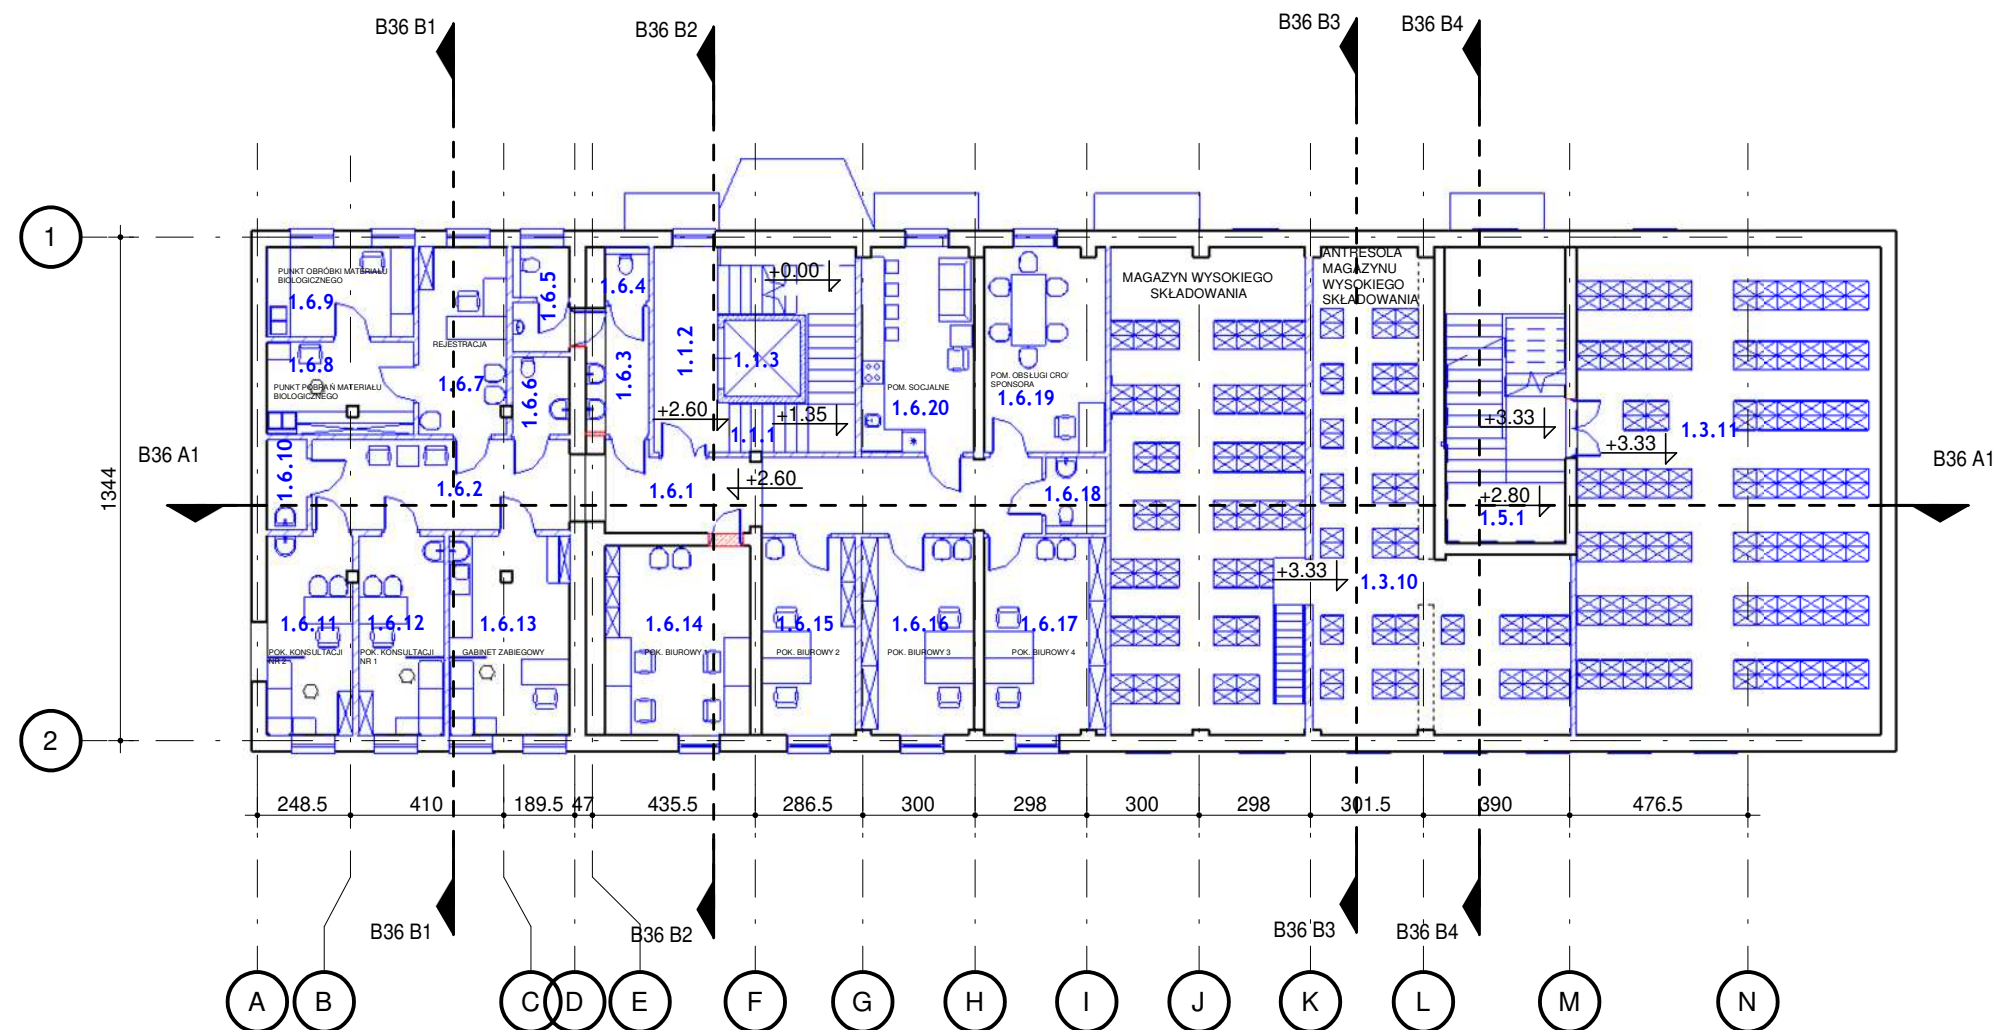 B36 B1
B36 B2
B36 B3
B36 B4
1
PUNKT OBRÓBKI MATERIAŁU
BIOLOGICZNEGO
1.6.9
1.6.5
1.6.4
+0.00
MAGAZYN WYSOKIEGO
SKŁADOWANIA
ANTRESOLA
MAGAZYNU
WYSOKIEGO
SKŁADOWANIA
REJESTRACJA
1.1.2
1.1.3
1.6.8
PUNKT POBRAŃ MATERIAŁU
BIOLOGICZNEGO
1.6.7
1.6.6
1.6.3
POM. SOCJALNE
1.6.20
POM. OBSŁUGI CRO/
SPONSORA
1.6.19
+2.60
+1.35
1.1.1
+3.33
+3.33
1.3.11
B36 A1
B36 A1
1344
1.6.10
1.6.2
1.6.1
+2.60
1.6.18
+2.80
1.5.1
+3.33
1.3.10
1.6.11
1.6.12
1.6.13
1.6.14
1.6.15
1.6.16
1.6.17
POK. KONSULTACJI
NR 2
POK. KONSULTACJI
NR 1
GABINET ZABIEGOWY
POK. BIUROWY 1
POK. BIUROWY 2
POK. BIUROWY 3
POK. BIUROWY 4
2
248.5
410
189.5
47
435.5
286.5
300
298
300
298
301.5
390
476.5
B36 B1
B36 B2
B36 B3
B36 B4
A
B
C
D
E
F
G
H
I
J
K
L
M
N